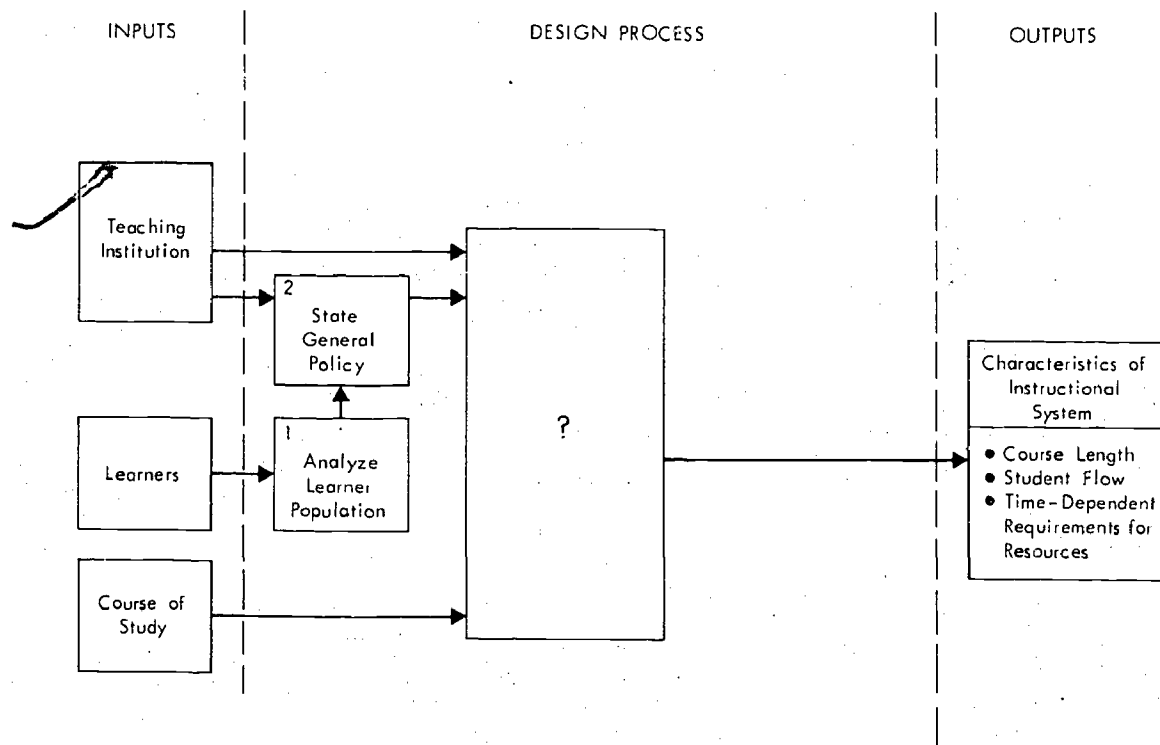 INPUTS
DESIGN PROCESS
OUTPUTS
Teaching
Institution
2
State
General
Policy
Learners
1
Analyze
Learner
Population
Course of
Study
?
Characteristics of
Instructional
System
● Course Length
● Student Flow
● Time-Dependent
Requirements for
Resources